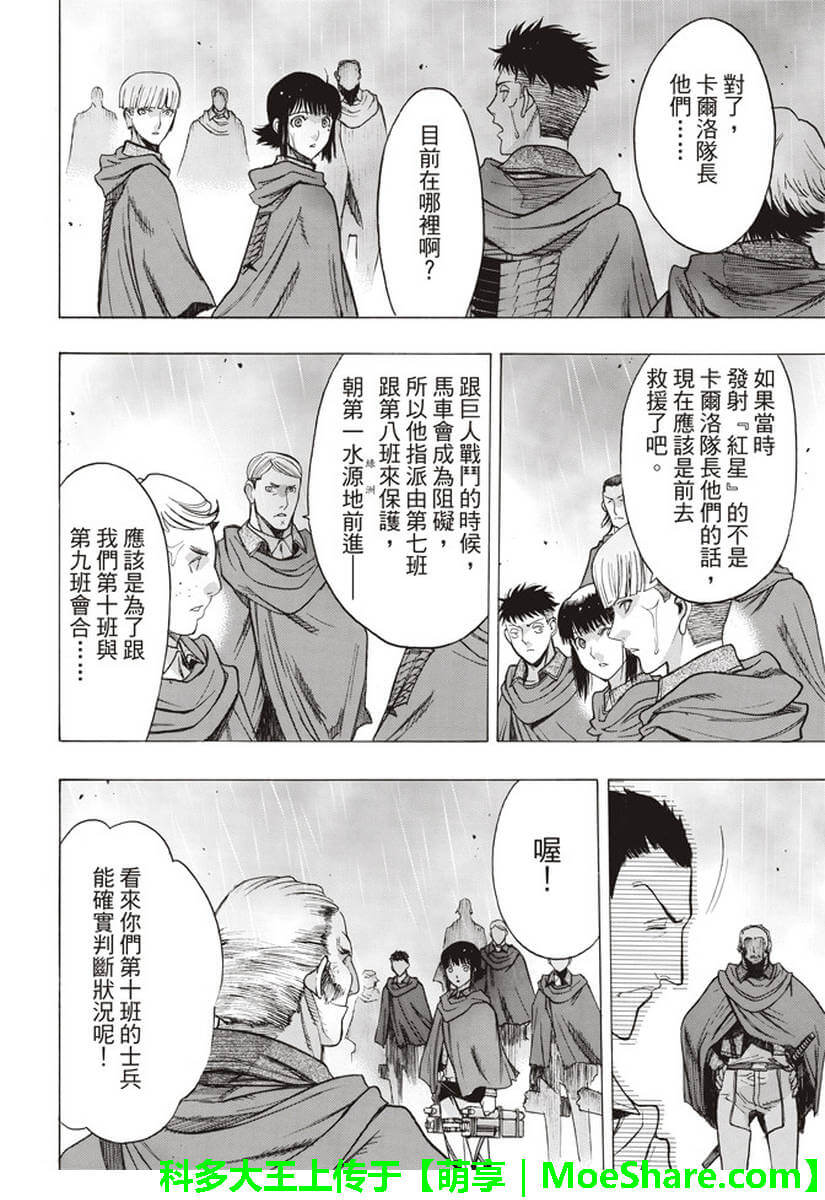 對了，
卡爾洛隊長
他們……
目前在哪裡啊？
如果當時
發射『紅星』的不是
卡爾洛隊長他們的話，
現在應該是前去
救援了吧。
跟巨人戰鬥的時候，
馬車會成為阻礙，
所以他指派由第七班
跟第八班來保護，
朝第一水源地前進——
綠洲
應該是為了跟
我們第十班與
第九班會合……
喔！
看來你們第十班的士兵
能確實判斷狀況呢！
科多大王上传于【萌享｜MoeShare.com】